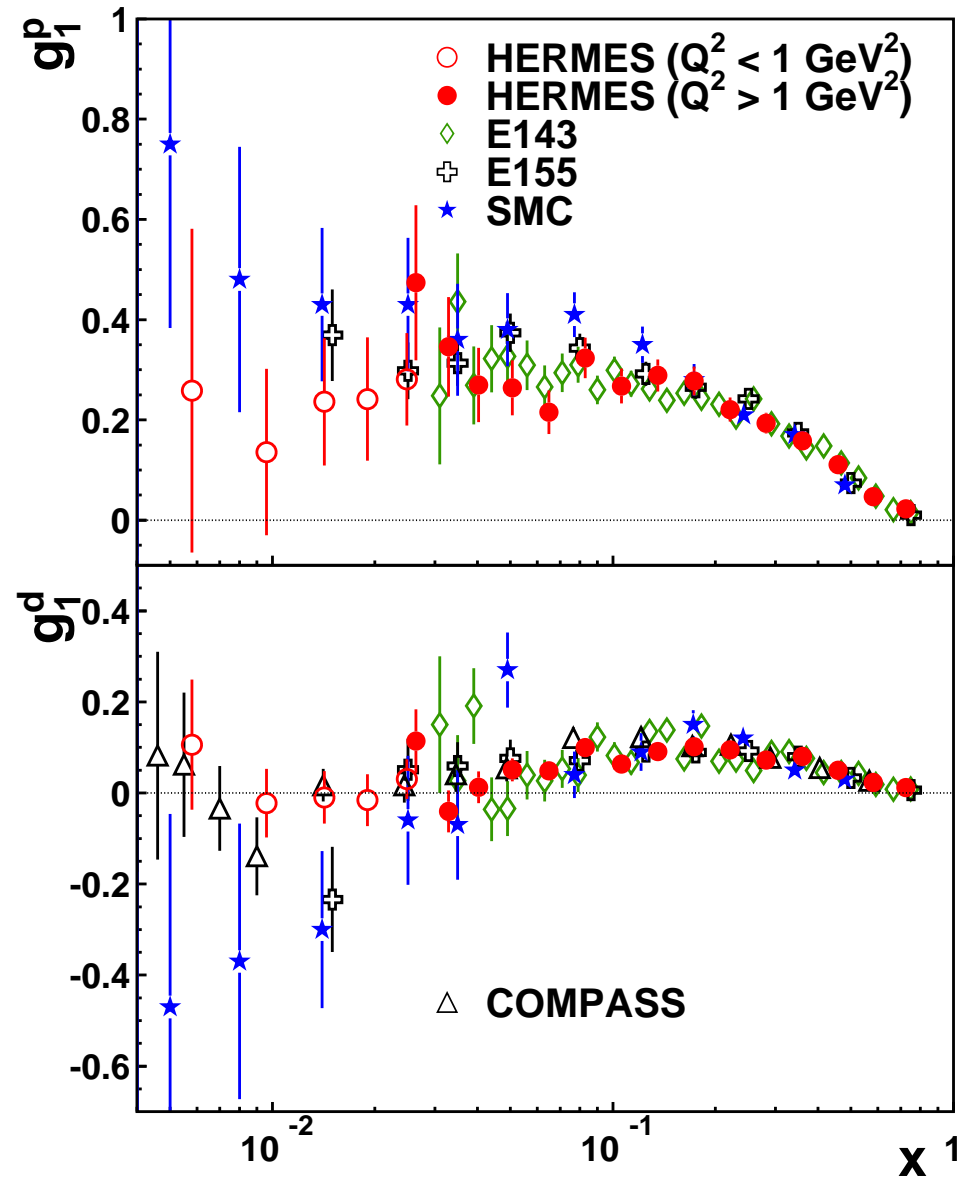 g₁ᵖ
1
0.8
0.6
0.4
0.2
0
HERMES (Q² < 1 GeV²)
HERMES (Q² > 1 GeV²)
E143
E155
SMC
g₁ᵈ
0.4
0.2
0
-0.2
-0.4
-0.6
COMPASS
10⁻² 10⁻¹ 1
x